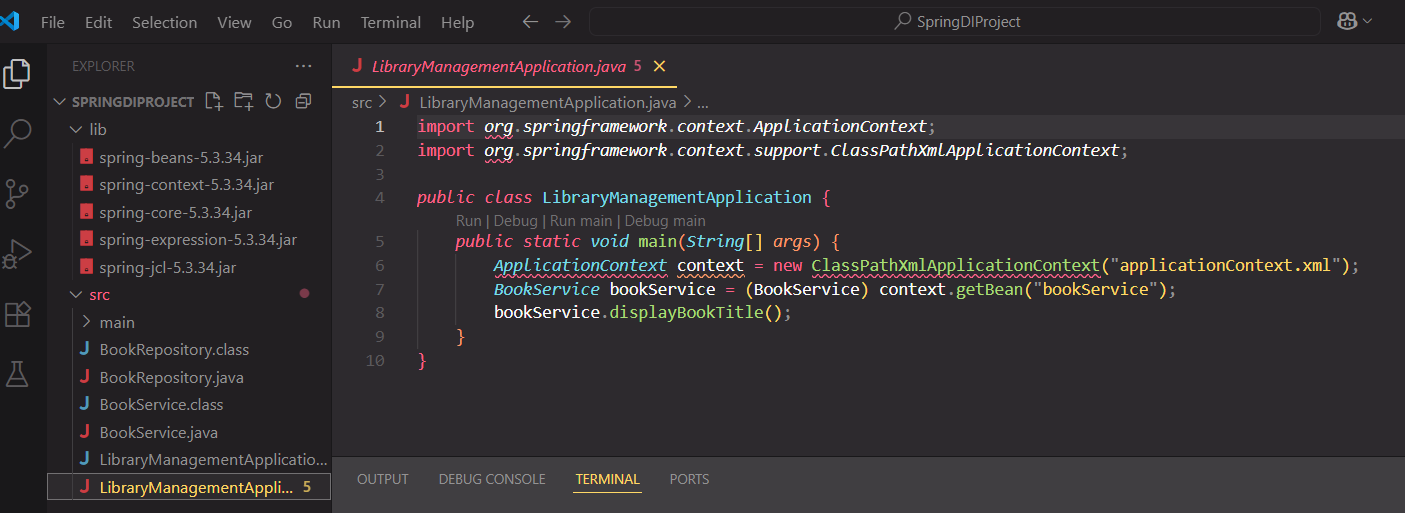 File Edit Selection View Go Run Terminal Help SpringDIProject
EXPLORER
SPRINGDIPROJECT
lib
spring-beans-5.3.34.jar
spring-context-5.3.34.jar
spring-core-5.3.34.jar
spring-expression-5.3.34.jar
spring-jcl-5.3.34.jar
src
main
J BookRepository.class
J BookRepository.java
J BookService.class
J BookService.java
J LibraryManagementApplicatio...
J LibraryManagementAppli... 5
J LibraryManagementApplication.java 5
src > J LibraryManagementApplication.java > ...
1 import org.springframework.context.ApplicationContext;
2 import org.springframework.context.support.ClassPathXmlApplicationContext;
3
4 public class LibraryManagementApplication {
Run | Debug | Run main | Debug main
5 public static void main(String[] args) {
6 ApplicationContext context = new ClassPathXmlApplicationContext("applicationContext.xml");
7 BookService bookService = (BookService) context.getBean("bookService");
8 bookService.displayBookTitle();
9 }
10 }
OUTPUT DEBUG CONSOLE TERMINAL PORTS